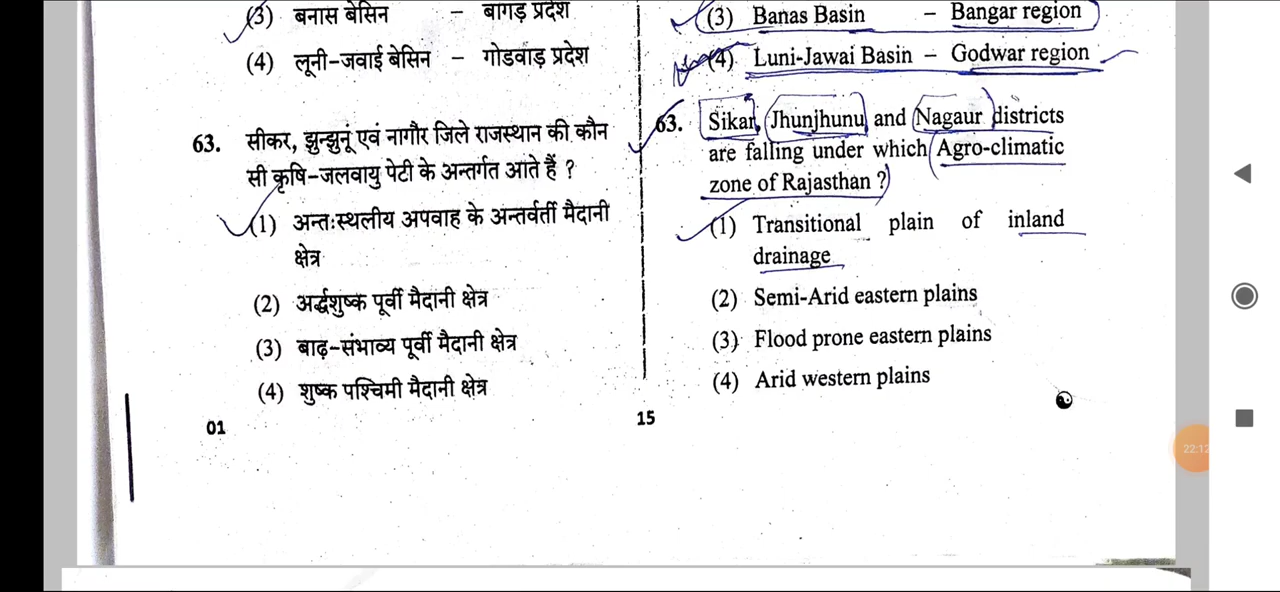 (3) बनास बेसिन – बागड़ प्रदेश
(4) लूनी-जवाई बेसिन – गोडवाड़ प्रदेश
63. सीकर, झुन्झुनूं एवं नागौर जिले राजस्थान की कौन
सी कृषि-जलवायु पेटी के अन्तर्गत आते हैं ?
(1) अन्तःस्थलीय अपवाह के अन्तर्वर्ती मैदानी
क्षेत्र
(2) अर्द्धशुष्क पूर्वी मैदानी क्षेत्र
(3) बाढ़-संभाव्य पूर्वी मैदानी क्षेत्र
(4) शुष्क पश्चिमी मैदानी क्षेत्र
01
(3) Banas Basin – Bangar region
(4) Luni-Jawai Basin – Godwar region
63. Sikar, Jhunjhunu and Nagaur districts
are falling under which Agro-climatic
zone of Rajasthan ?
(1) Transitional plain of inland
drainage
(2) Semi-Arid eastern plains
(3) Flood prone eastern plains
(4) Arid western plains
15
22:12